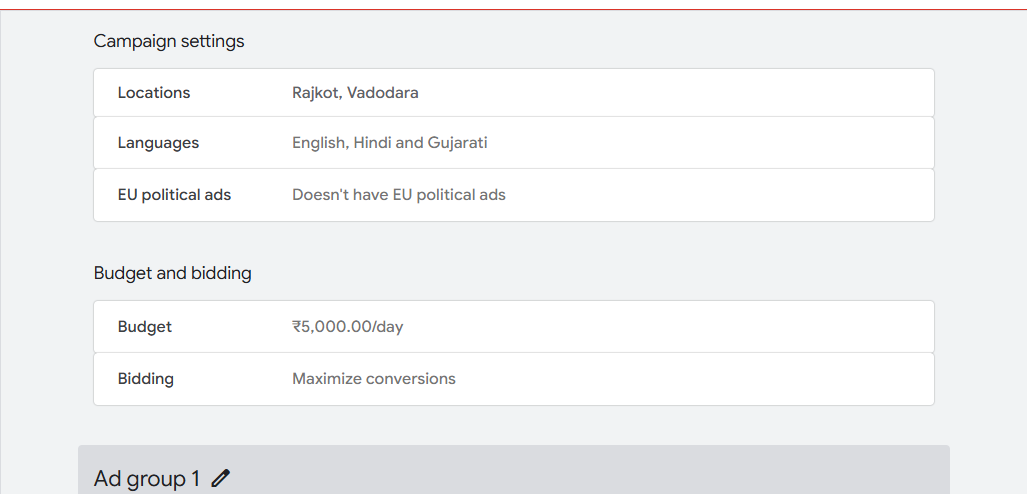 Campaign settings
Locations Rajkot, Vadodara
Languages English, Hindi and Gujarati
EU political ads Doesn't have EU political ads
Budget and bidding
Budget ₹5,000.00/day
Bidding Maximize conversions
Ad group 1